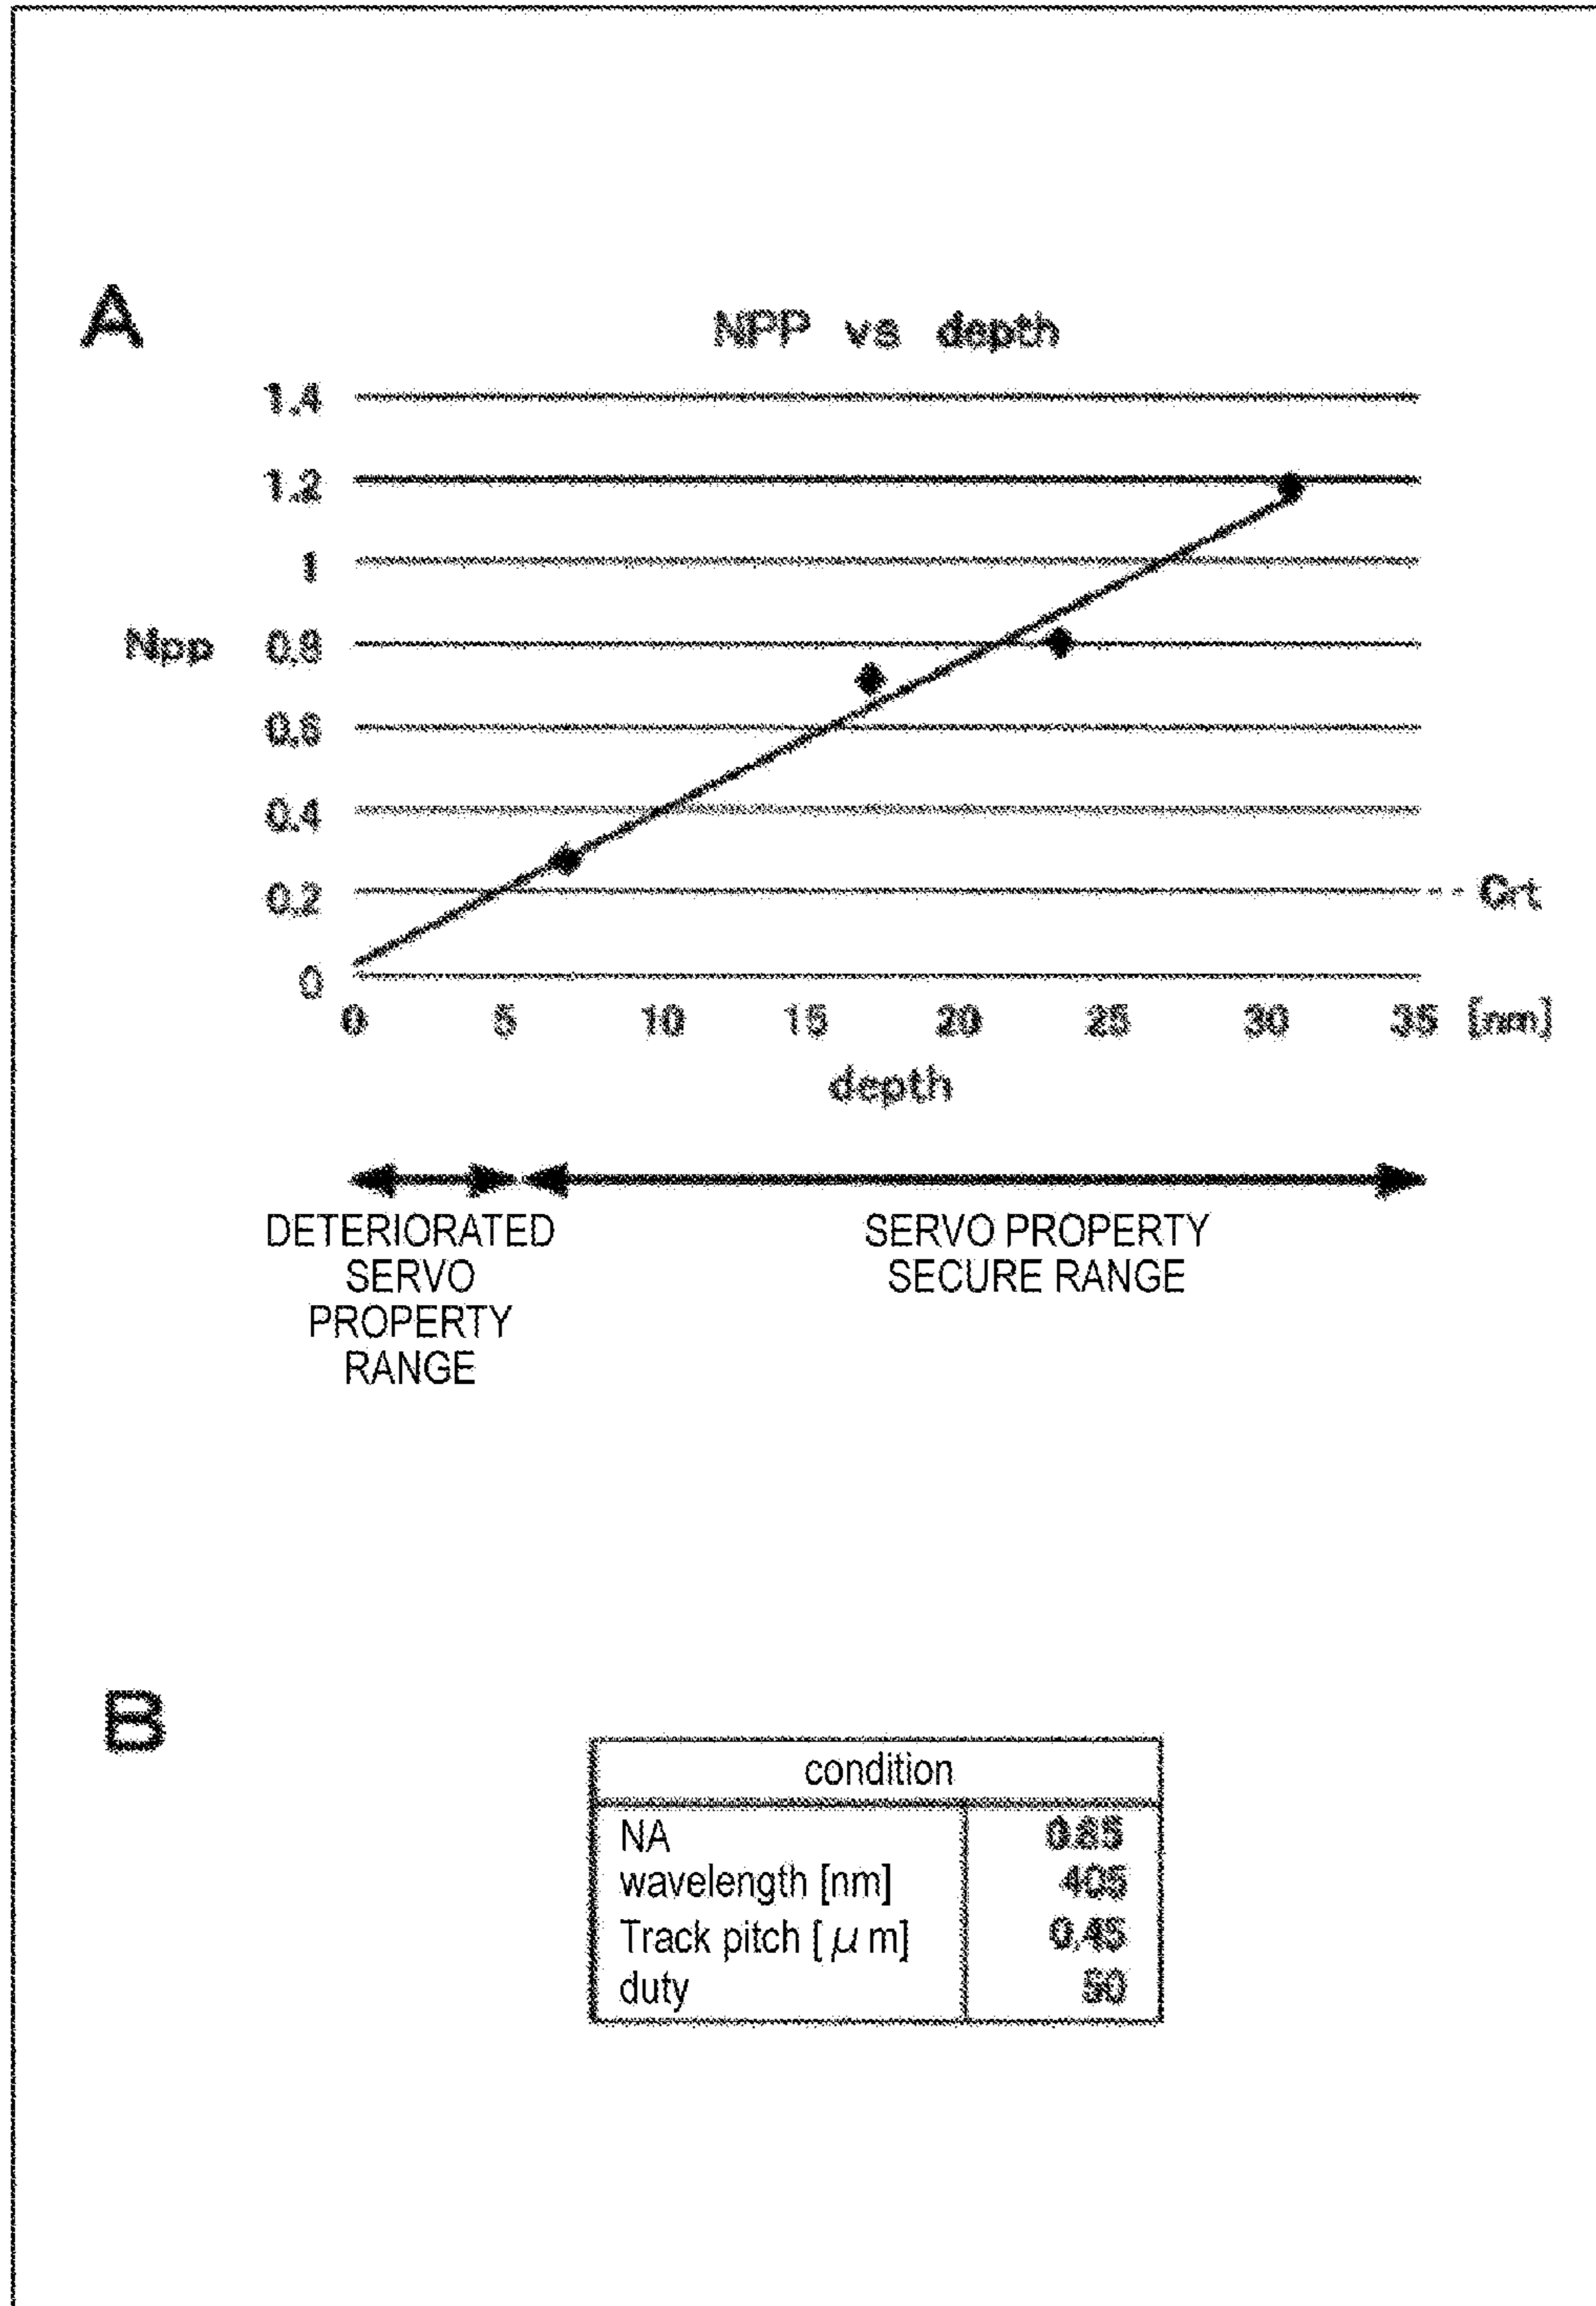 A
NPP vs depth
1.4
1.2
1
Npp 0.8
0.6
0.4
0.2 Crt
0
0 5 10 15 20 25 30 35 [nm]
depth
DETERIORATED
SERVO
PROPERTY
RANGE
SERVO PROPERTY
SECURE RANGE
B
condition
NA 0.85
wavelength [nm] 405
Track pitch [μm] 0.45
duty 50